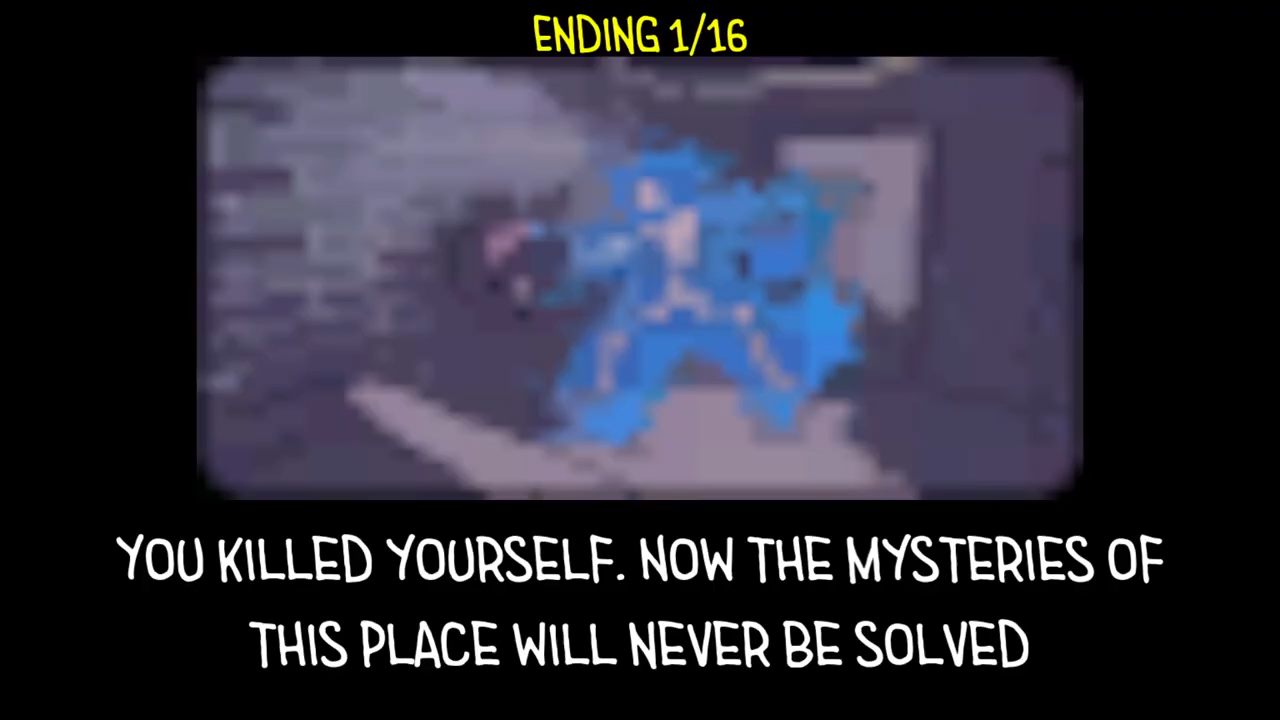 ENDING 1/16
YOU KILLED YOURSELF. NOW THE MYSTERIES OF
THIS PLACE WILL NEVER BE SOLVED